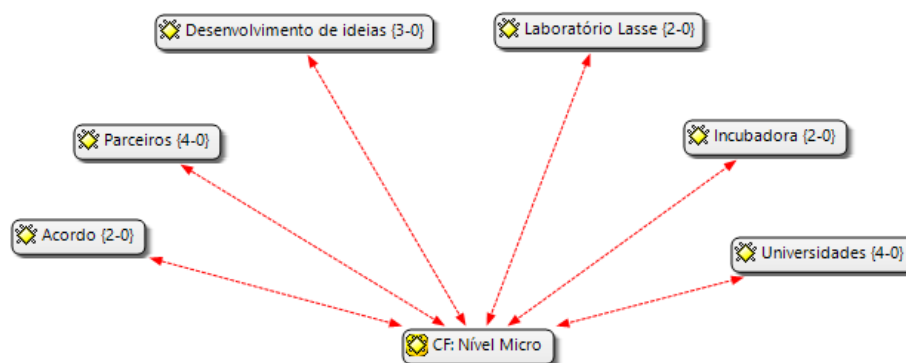 Desenvolvimento de ideias {3-0}
Laboratório Lasse {2-0}
Parceiros {4-0}
Incubadora {2-0}
Acordo {2-0}
Universidades {4-0}
CF: Nível Micro